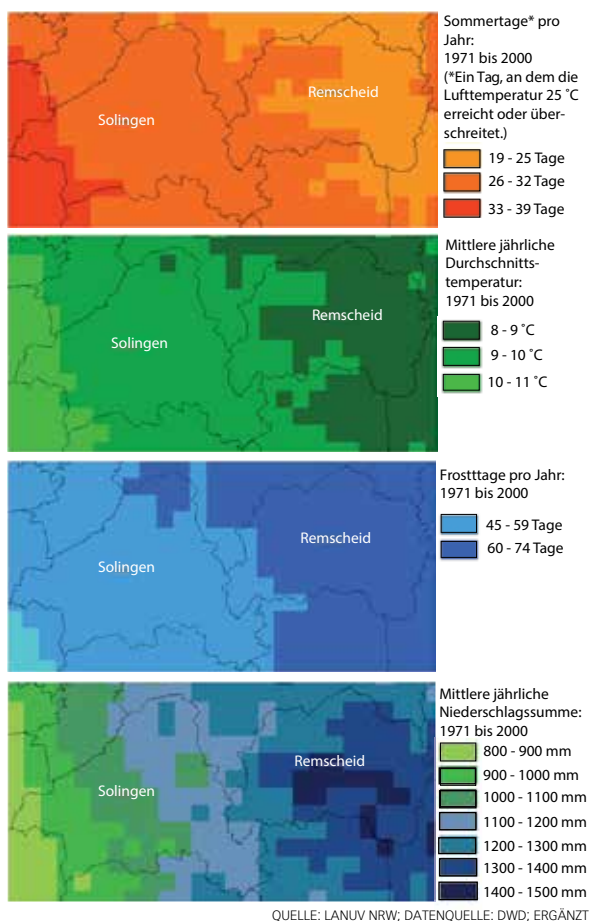 Sommertage* pro
Jahr:
1971 bis 2000
(*Ein Tag, an dem die
Lufttemperatur 25 ˚C
erreicht oder über-
schreitet.)
19 - 25 Tage
26 - 32 Tage
33 - 39 Tage
Solingen
Remscheid
Mittlere jährliche
Durchschnitts-
temperatur:
1971 bis 2000
8 - 9 ˚C
9 - 10 ˚C
10 - 11 ˚C
Solingen
Remscheid
Frostttage pro Jahr:
1971 bis 2000
45 - 59 Tage
60 - 74 Tage
Solingen
Remscheid
Mittlere jährliche
Niederschlagssumme:
1971 bis 2000
800 - 900 mm
900 - 1000 mm
1000 - 1100 mm
1100 - 1200 mm
1200 - 1300 mm
1300 - 1400 mm
1400 - 1500 mm
Solingen
Remscheid
QUELLE: LANUV NRW; DATENQUELLE: DWD; ERGÄNZT